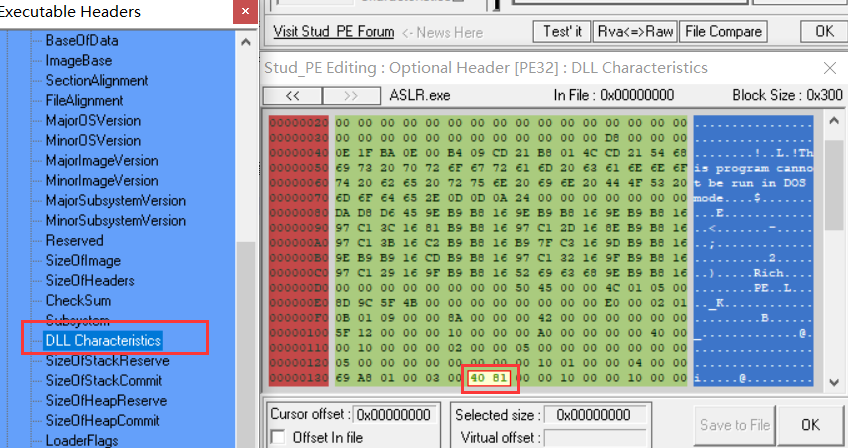 Executable Headers
×
BaseOfData
ImageBase
SectionAlignment
FileAlignment
MajorOSVersion
MinorOSVersion
MajorImageVersion
MinorImageVersion
MajorSubsystemVersion
MinorSubsystemVersion
Reserved
SizeOfImage
SizeOfHeaders
CheckSum
Subsystem
DLL Characteristics
SizeOfStackReserve
SizeOfStackCommit
SizeOfHeapReserve
SizeOfHeapCommit
LoaderFlags
Visit Stud_PE Forum <- News Here Test' it Rva<=>Raw File Compare OK
Stud_PE Editing : Optional Header [PE32] : DLL Characteristics
<< >> ASLR.exe In File : 0x00000000 Block Size : 0x300
00000020 00 00 00 00 00 00 00 00 00 00 00 00 00 00 00 00 ................
00000030 00 00 00 00 00 00 00 00 00 00 00 00 D8 00 00 00 ................
00000040 0E 1F BA 0E 00 B4 09 CD 21 B8 01 4C CD 21 54 68 ........!..L.!Th
00000050 69 73 20 70 72 6F 67 72 61 6D 20 63 61 6E 6E 6F is program canno
00000060 74 20 62 65 20 72 75 6E 20 69 6E 20 44 4F 53 20 t be run in DOS
00000070 6D 6F 64 65 2E 0D 0D 0A 24 00 00 00 00 00 00 00 mode....$.......
00000080 DA D8 D6 45 9E B9 B8 16 9E B9 B8 16 9E B9 B8 16 ...E............
00000090 97 C1 3C 16 81 B9 B8 16 97 C1 2D 16 8E B9 B8 16 ..<.......-.....
000000A0 97 C1 3B 16 C2 B9 B8 16 B9 7F C3 16 9D B9 B8 16 ..;.............
000000B0 9E B9 B9 16 CD B9 B8 16 97 C1 32 16 9F B9 B8 16 ..........2.....
000000C0 97 C1 29 16 9F B9 B8 16 52 69 63 68 9E B9 B8 16 ..).....Rich....
000000D0 00 00 00 00 00 00 00 00 50 45 00 00 4C 01 05 00 ........PE..L...
000000E0 8D 9C 5F 4B 00 00 00 00 00 00 00 00 E0 00 02 01 .._K............
000000F0 0B 01 09 00 00 8A 00 00 00 42 00 00 00 00 00 00 .........B......
00000100 5F 12 00 00 00 10 00 00 00 A0 00 00 00 00 40 00 _.............@.
00000110 00 10 00 00 00 02 00 00 05 00 00 00 00 00 00 00 ................
00000120 05 00 00 00 00 00 00 00 00 10 01 00 00 04 00 00 ................
00000130 69 A8 01 00 03 00 40 81 00 00 10 00 00 10 00 00 i.....@.........
Cursor offset : 0x00000000 Selected size : 0x00000000 Save to File OK
Offset In file Virtual offset :